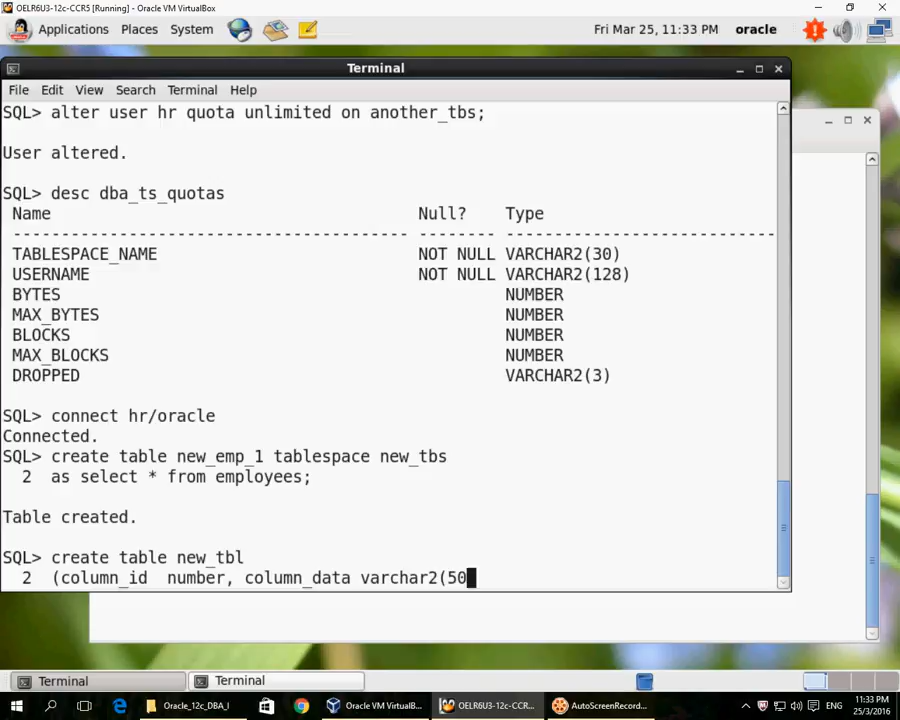 OELR6U3-12c-CCR5 [Running] - Oracle VM VirtualBox
Applications Places System Fri Mar 25, 11:33 PM oracle
Terminal
File Edit View Search Terminal Help
SQL> alter user hr quota unlimited on another_tbs;
User altered.
SQL> desc dba_ts_quotas
Name Null? Type
----------------------------------------- -------- ----------------------------
TABLESPACE_NAME NOT NULL VARCHAR2(30)
USERNAME NOT NULL VARCHAR2(128)
BYTES NUMBER
MAX_BYTES NUMBER
BLOCKS NUMBER
MAX_BLOCKS NUMBER
DROPPED VARCHAR2(3)
SQL> connect hr/oracle
Connected.
SQL> create table new_emp_1 tablespace new_tbs
2 as select * from employees;
Table created.
SQL> create table new_tbl
2 (column_id number, column_data varchar2(50
Terminal Terminal
Oracle_12c_DBA_I Oracle VM VirtualB... OELR6U3-12c-CCR... AutoScreenRecord... ENG 11:33 PM
25/3/2016